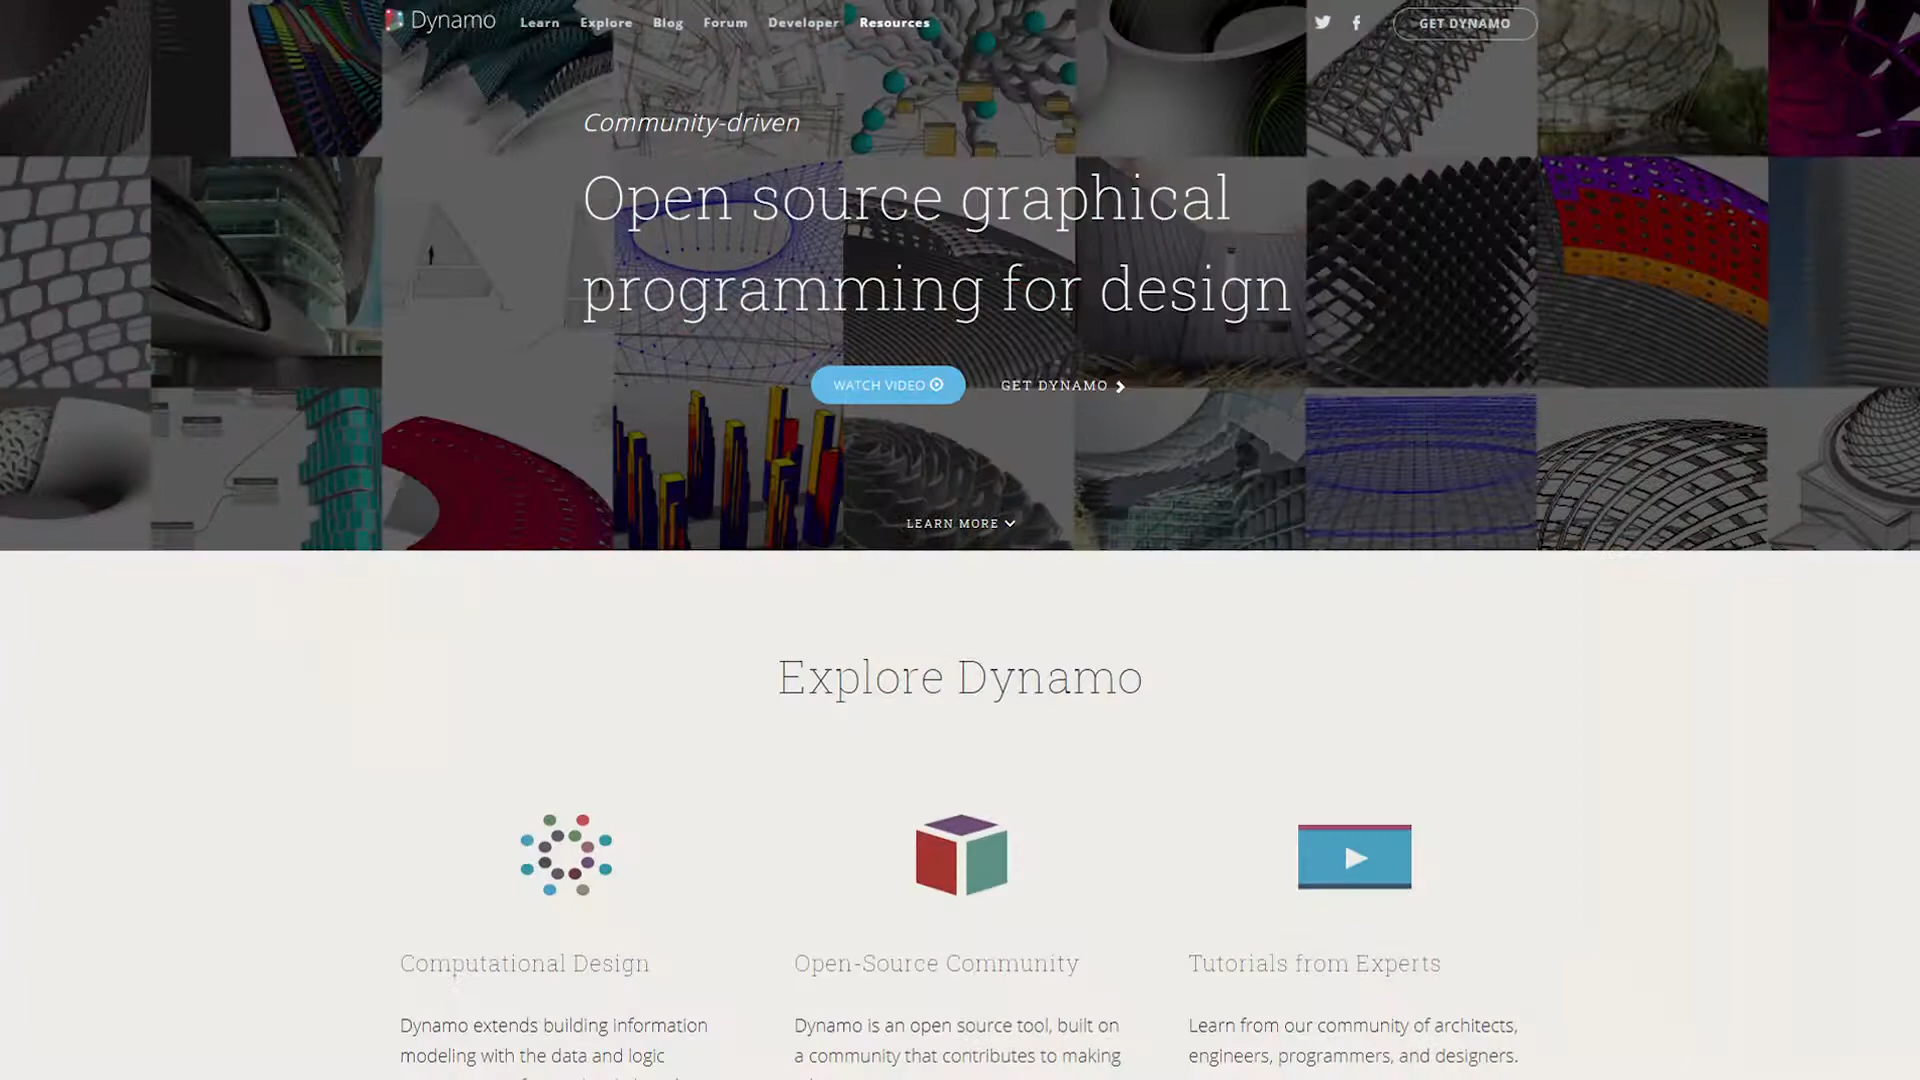 Dynamo Learn Explore Blog Forum Developer Resources GET DYNAMO
Community-driven
Open source graphical
programming for design
WATCH VIDEO GET DYNAMO
LEARN MORE
Explore Dynamo
Computational Design
Dynamo extends building information
modeling with the data and logic
Open-Source Community
Dynamo is an open source tool, built on
a community that contributes to making
Tutorials from Experts
Learn from our community of architects,
engineers, programmers, and designers.